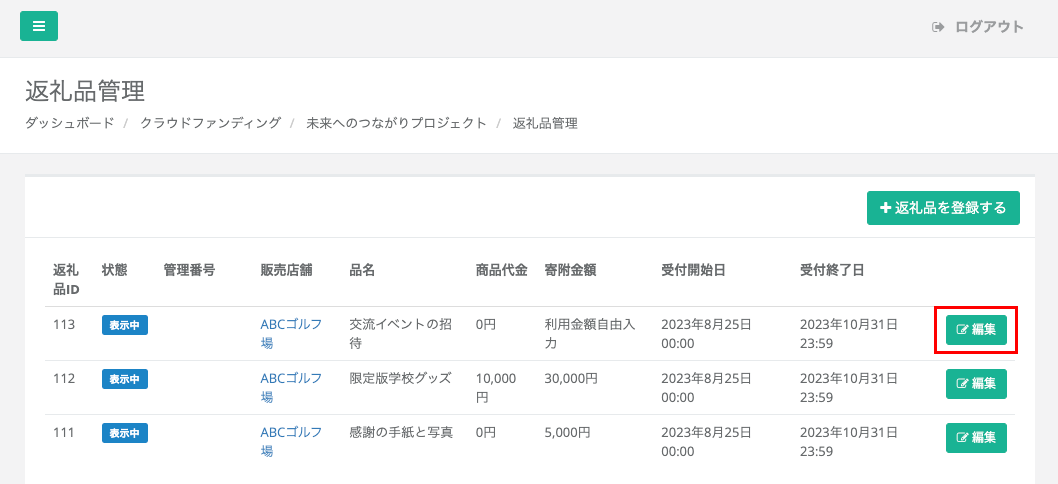 ログアウト
返礼品管理
ダッシュボード / クラウドファンディング / 未来へのつながりプロジェクト / 返礼品管理
+返礼品を登録する
返礼品ID 状態 管理番号 販売店舗 品名 商品代金 寄附金額 受付開始日 受付終了日
113 表示中 ABCゴルフ場 交流イベントの招待 0円 利用金額自由入力 2023年8月25日 00:00 2023年10月31日 23:59 編集
112 表示中 ABCゴルフ場 限定版学校グッズ 10,000円 30,000円 2023年8月25日 00:00 2023年10月31日 23:59 編集
111 表示中 ABCゴルフ場 感謝の手紙と写真 0円 5,000円 2023年8月25日 00:00 2023年10月31日 23:59 編集